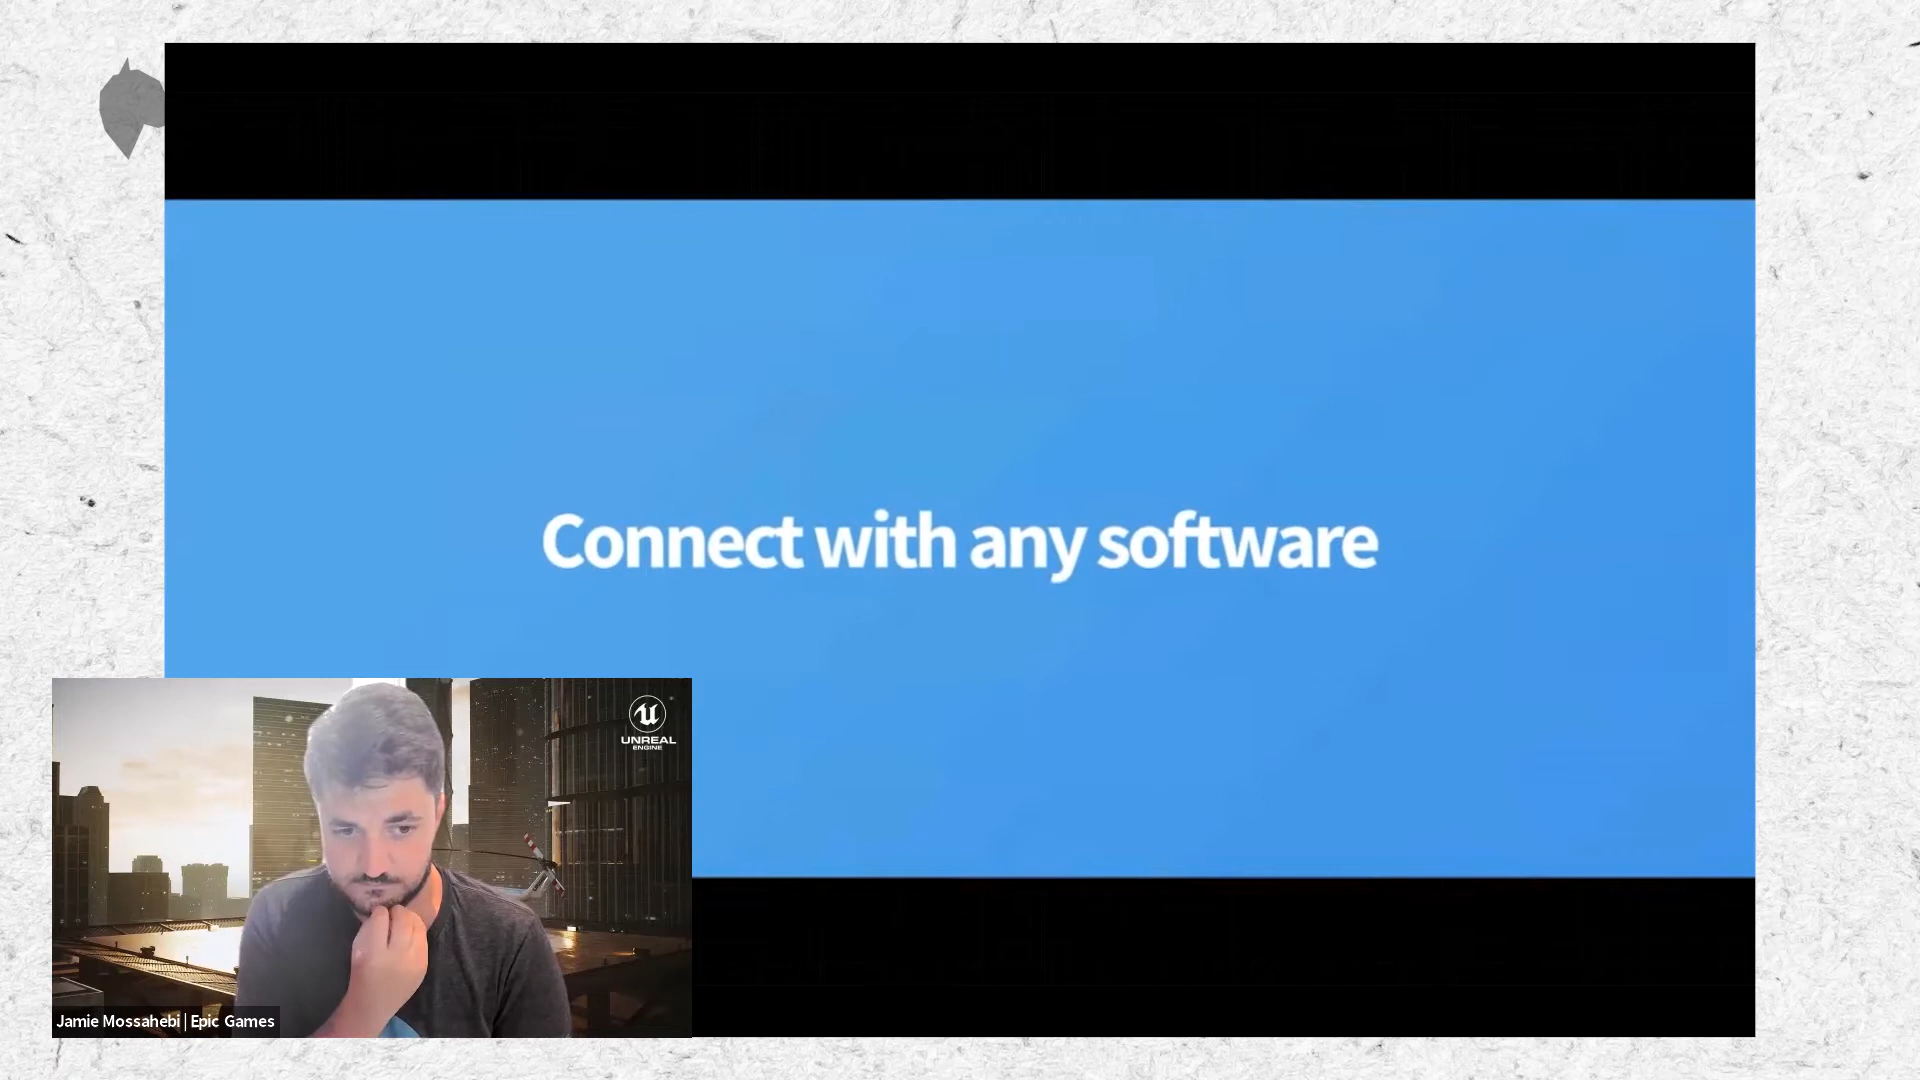 Connect with any software
UNREAL
ENGINE
Jamie Mossahebi | Epic Games